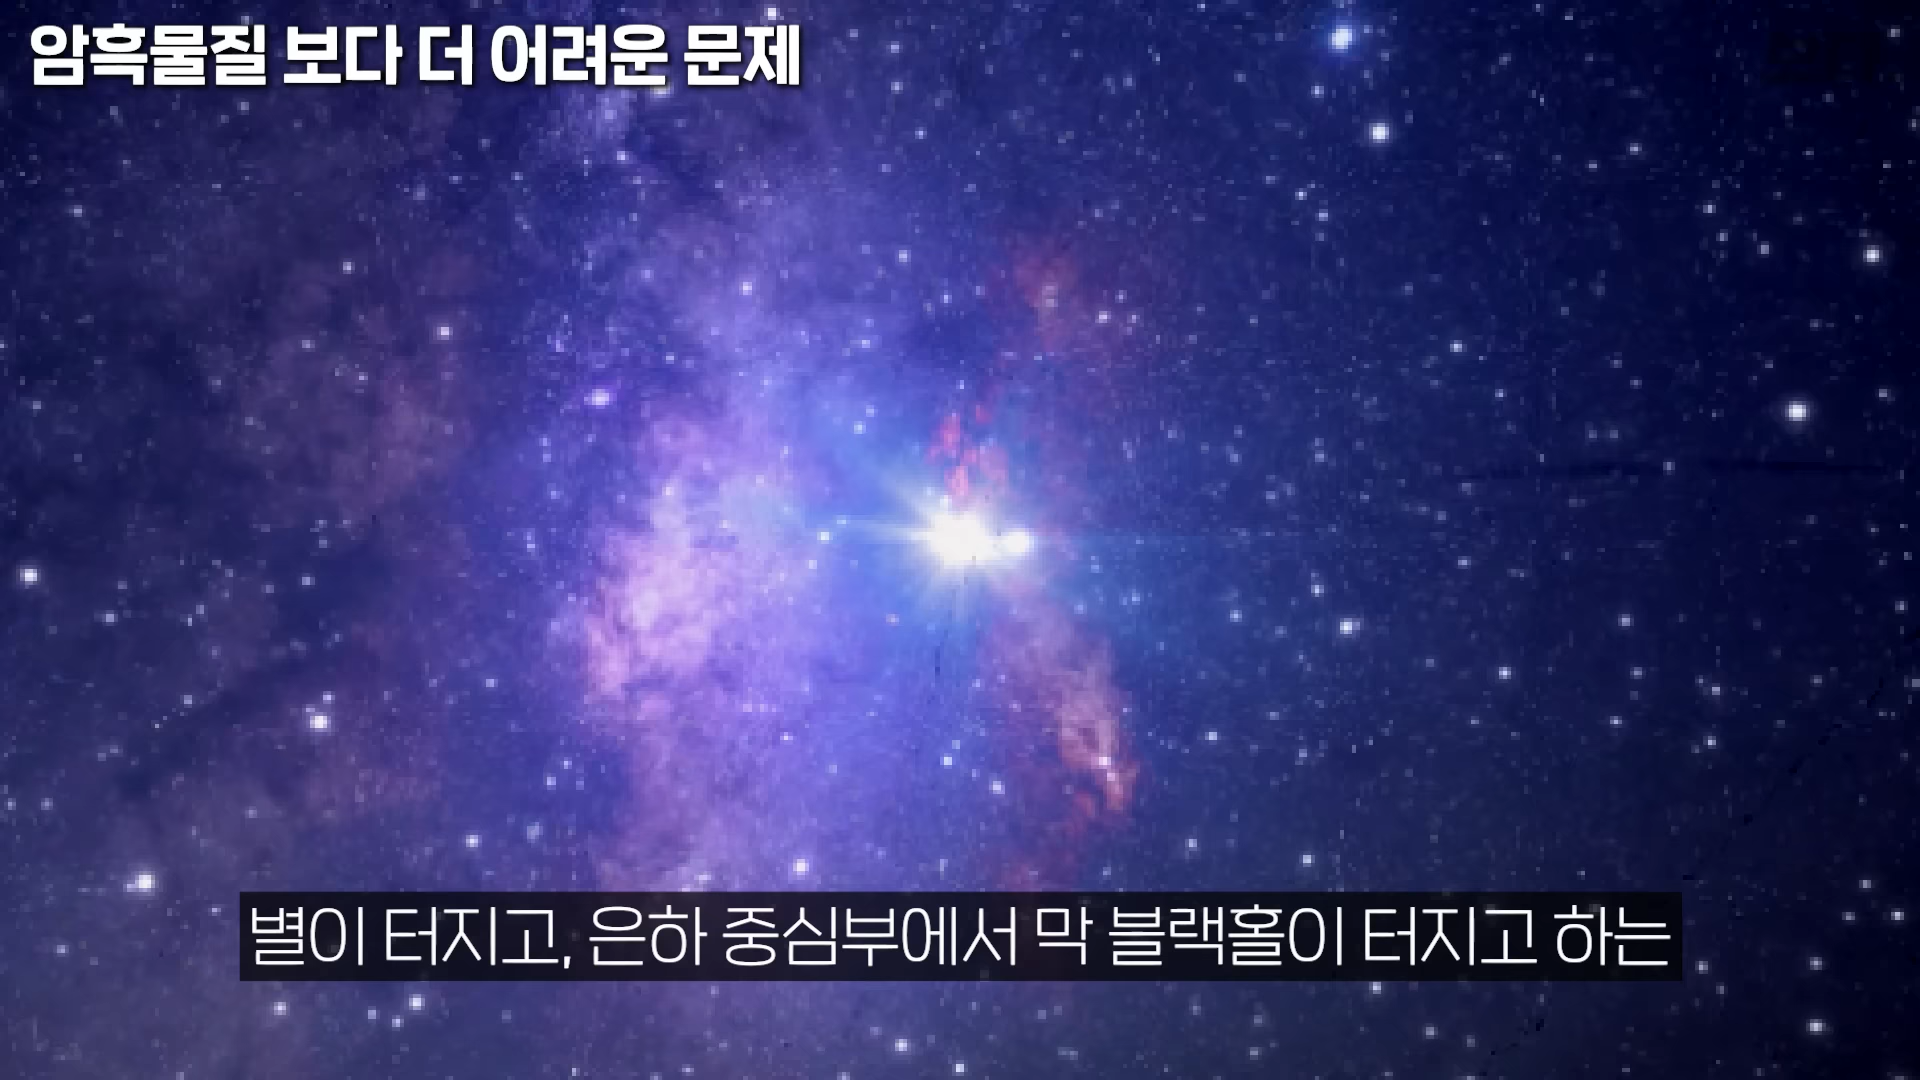 암흑물질 보다 더 어려운 문제
별이 터지고, 은하 중심부에서 막 블랙홀이 터지고 하는